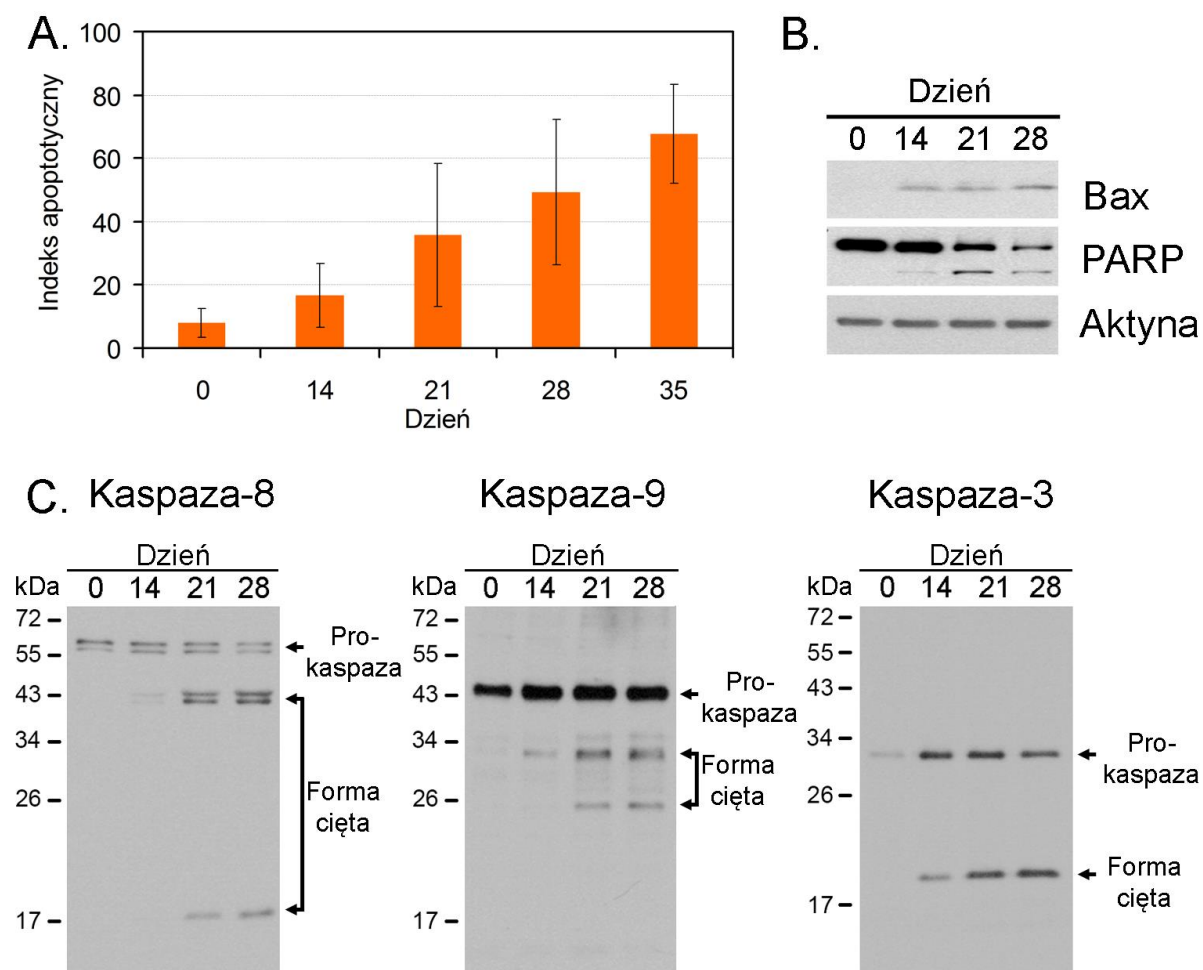 A.
100
80
60
40
20
0
Indeks apoptotyczny
0 14 21 28 35
Dzień
B.
Dzień
0 14 21 28
Bax
PARP
Aktyna
C.
Kaspaza-8
Dzień
kDa 0 14 21 28
72
55
43
34
26
17
Pro-
kaspaza
Forma
cięta
Kaspaza-9
Dzień
kDa 0 14 21 28
72
55
43
34
26
17
Pro-
kaspaza
Forma
cięta
Kaspaza-3
Dzień
kDa 0 14 21 28
72
55
43
34
26
17
Pro-
kaspaza
Forma
cięta